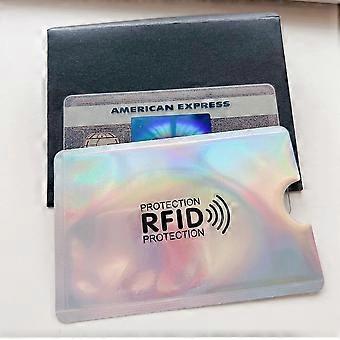 AMERICAN EXPRESS
PROTECTION
RFID
PROTECTION